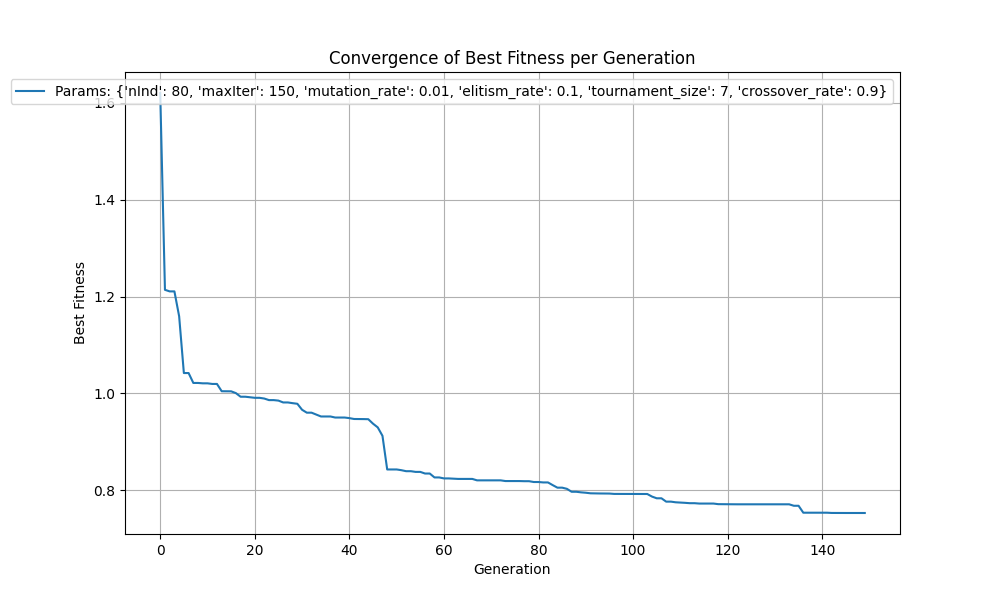 Convergence of Best Fitness per Generation
Params: {'nInd': 80, 'maxIter': 150, 'mutation_rate': 0.01, 'elitism_rate': 0.1, 'tournament_size': 7, 'crossover_rate': 0.9}
1.6
1.4
1.2
1.0
0.8
Best Fitness
0 20 40 60 80 100 120 140
Generation